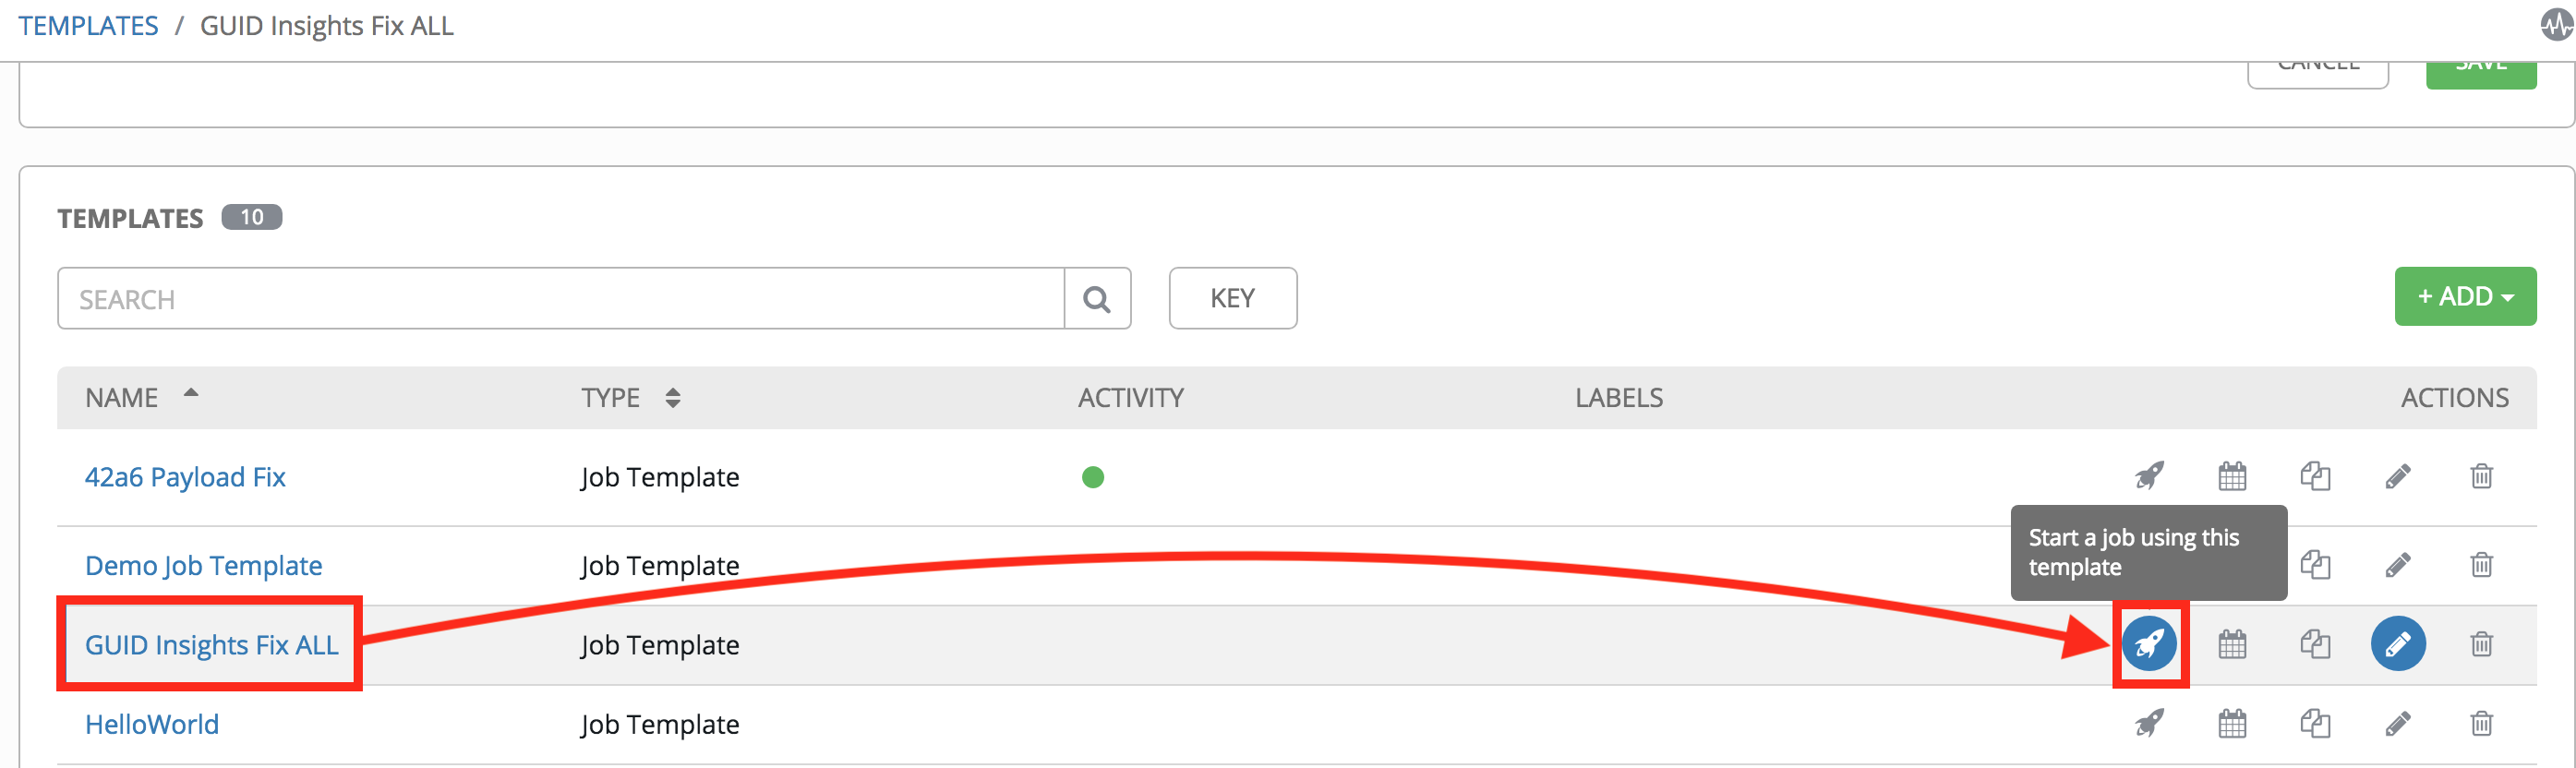 TEMPLATES / GUID Insights Fix ALL
CANCEL SAVE
TEMPLATES 10
SEARCH KEY + ADD
NAME TYPE ACTIVITY LABELS ACTIONS
42a6 Payload Fix Job Template
Start a job using this
template
Demo Job Template Job Template
GUID Insights Fix ALL Job Template
HelloWorld Job Template